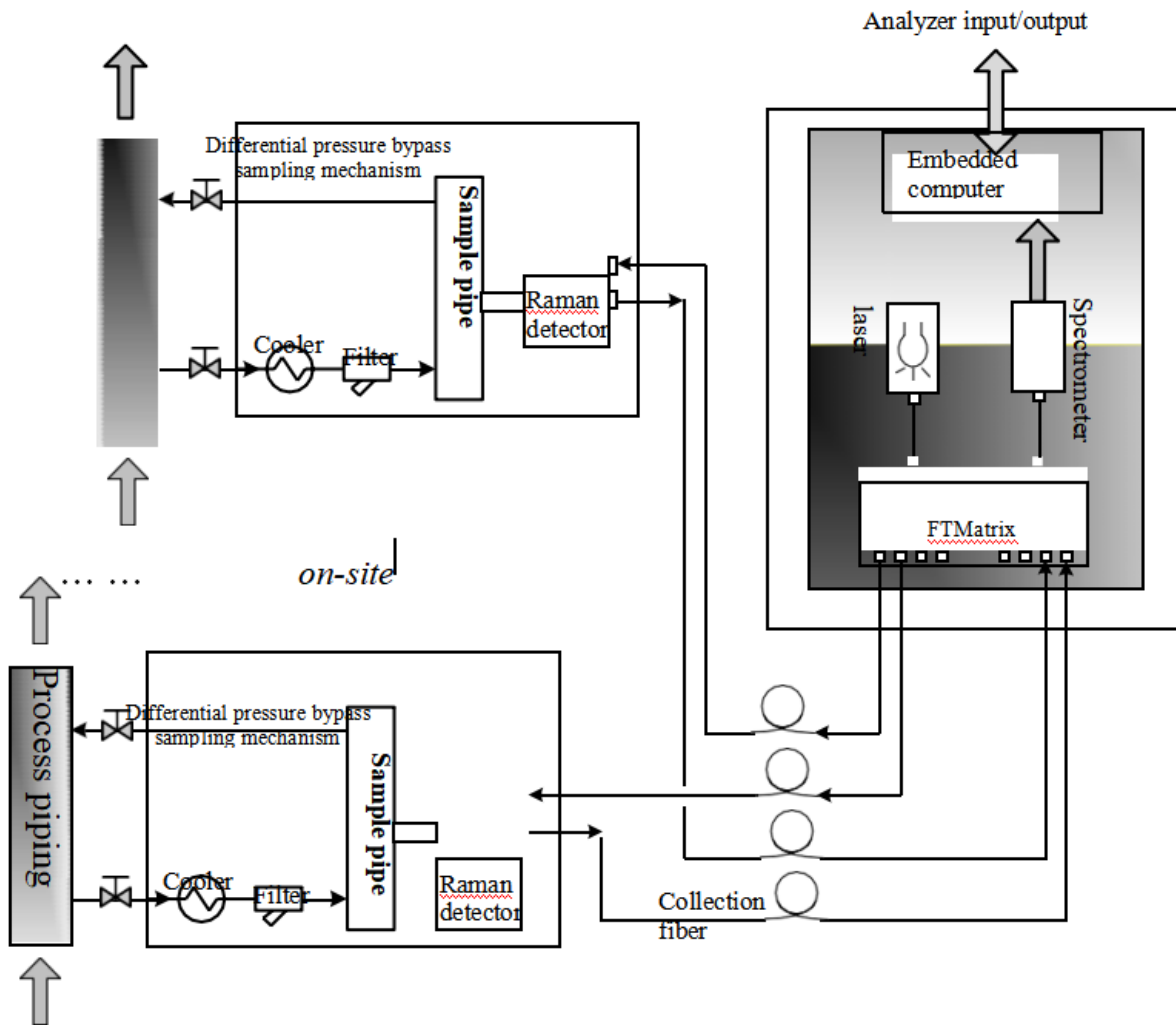 Analyzer input/output
Differential pressure bypass
sampling mechanism
Sample pipe
Cooler
Filter
Raman
detector
Embedded
computer
laser
Spectrometer
FTMatrix
on-site
... ...
Process piping
Differential pressure bypass
sampling mechanism
Sample pipe
Cooler
Filter
Raman
detector
Collection
fiber